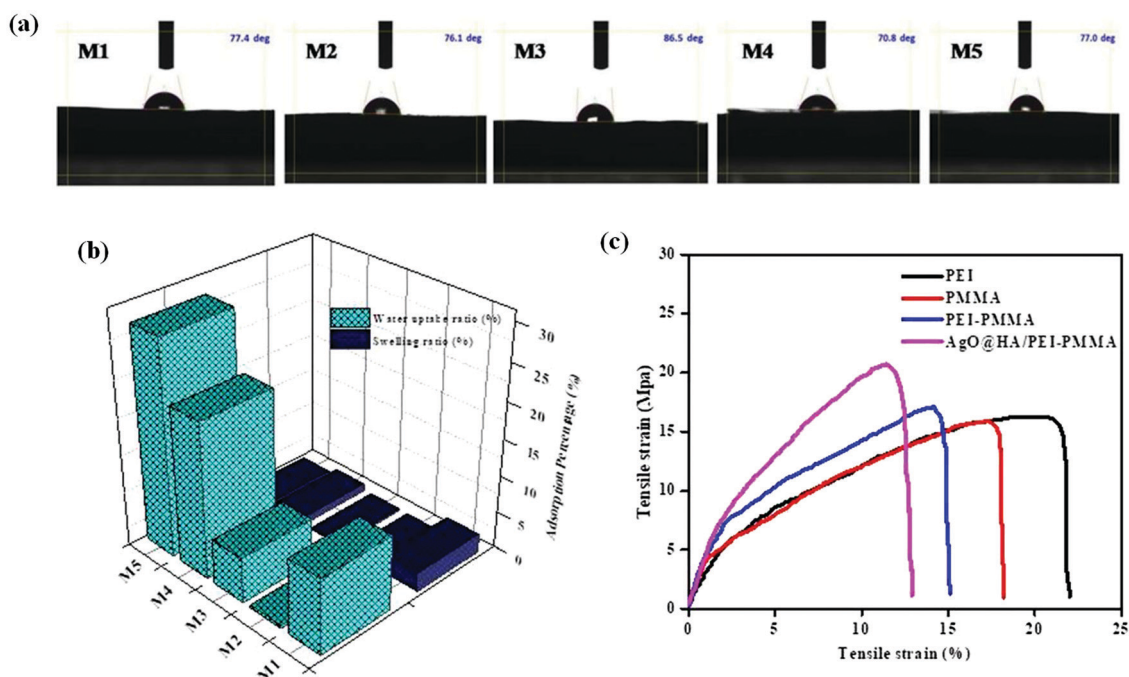 (a)
M1
77.4 deg
M2
76.1 deg
M3
86.5 deg
M4
70.8 deg
M5
77.0 deg
(b)
Water uptake ratio (%)
Swelling ratio (%)
30
25
20
15
10
5
0
Adsorption Percentage (%)
M5
M4
M3
M2
M1
(c)
30
25
20
15
10
5
0
Tensile strain (Mpa)
PEI
PMMA
PEI-PMMA
AgO@HA/PEI-PMMA
0 5 10 15 20 25
Tensile strain (%)